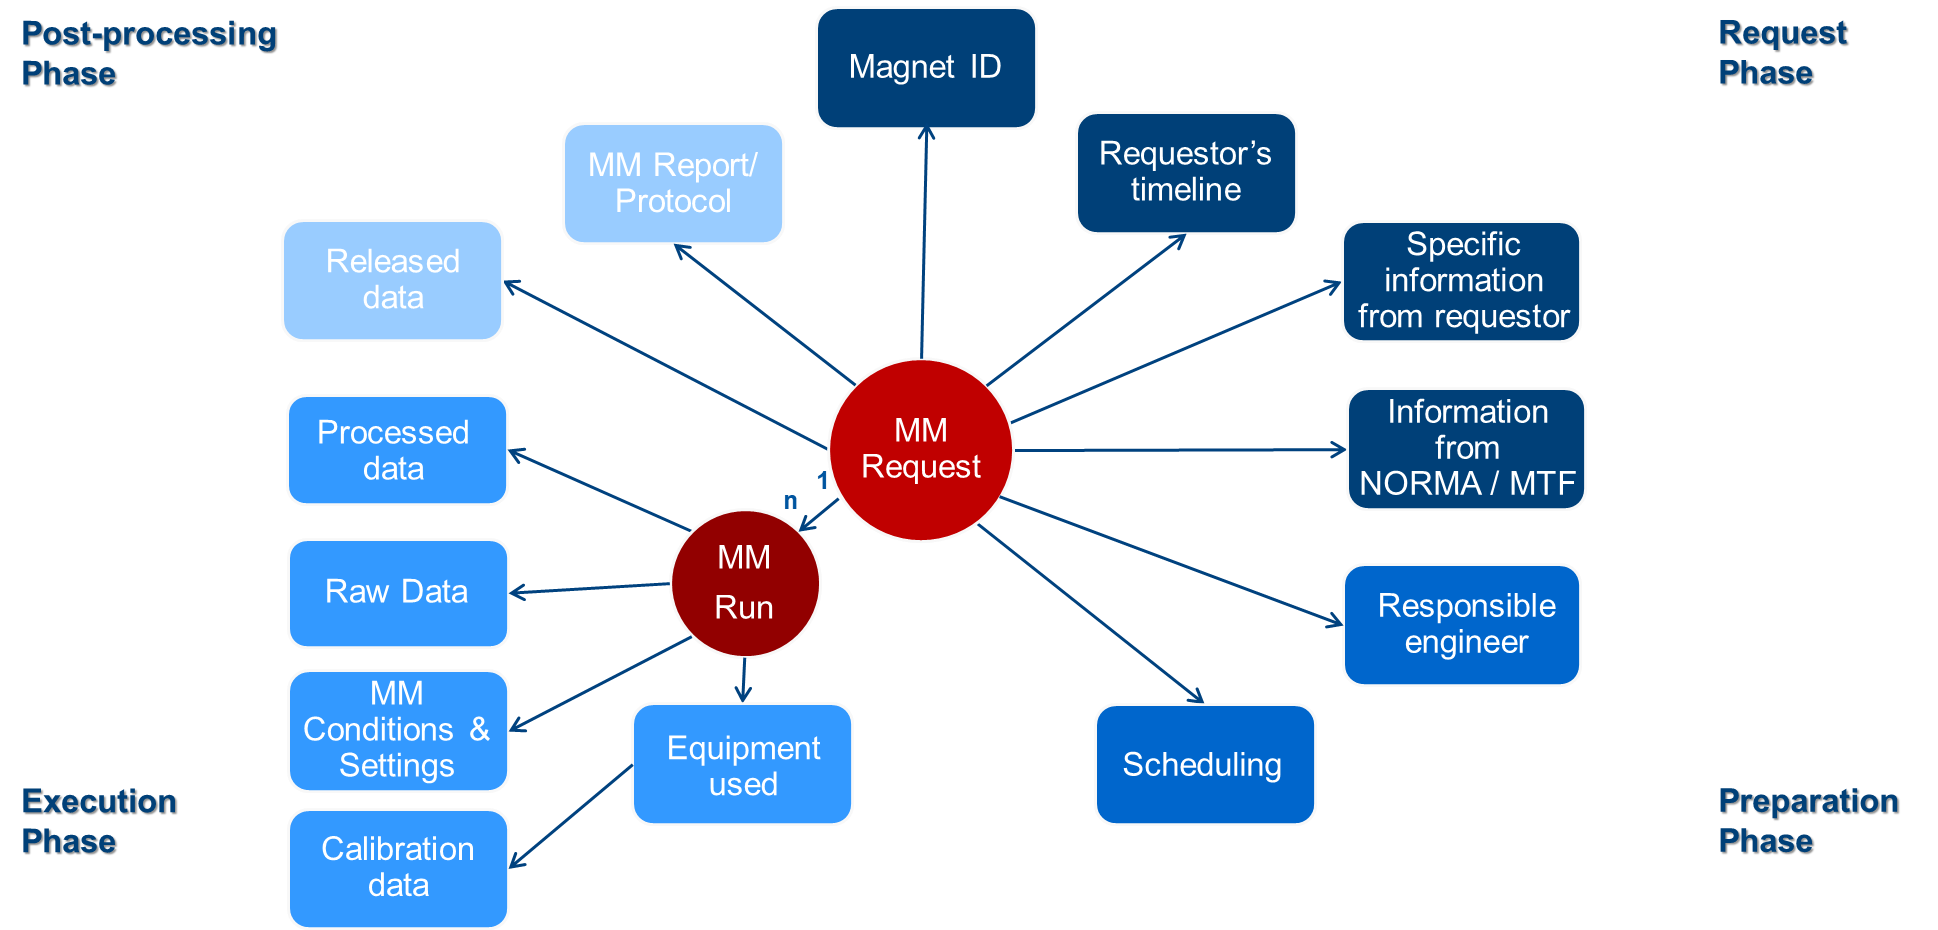 Post-processing
Phase
Request
Phase
Magnet ID
MM Report/
Protocol
Requestor’s
timeline
Released
data
Specific
information
from requestor
Processed
data
MM
Request
Information
from
NORMA / MTF
1
n
MM
Run
Raw Data
Responsible
engineer
MM
Conditions &
Settings
Equipment
used
Scheduling
Execution
Phase
Calibration
data
Preparation
Phase